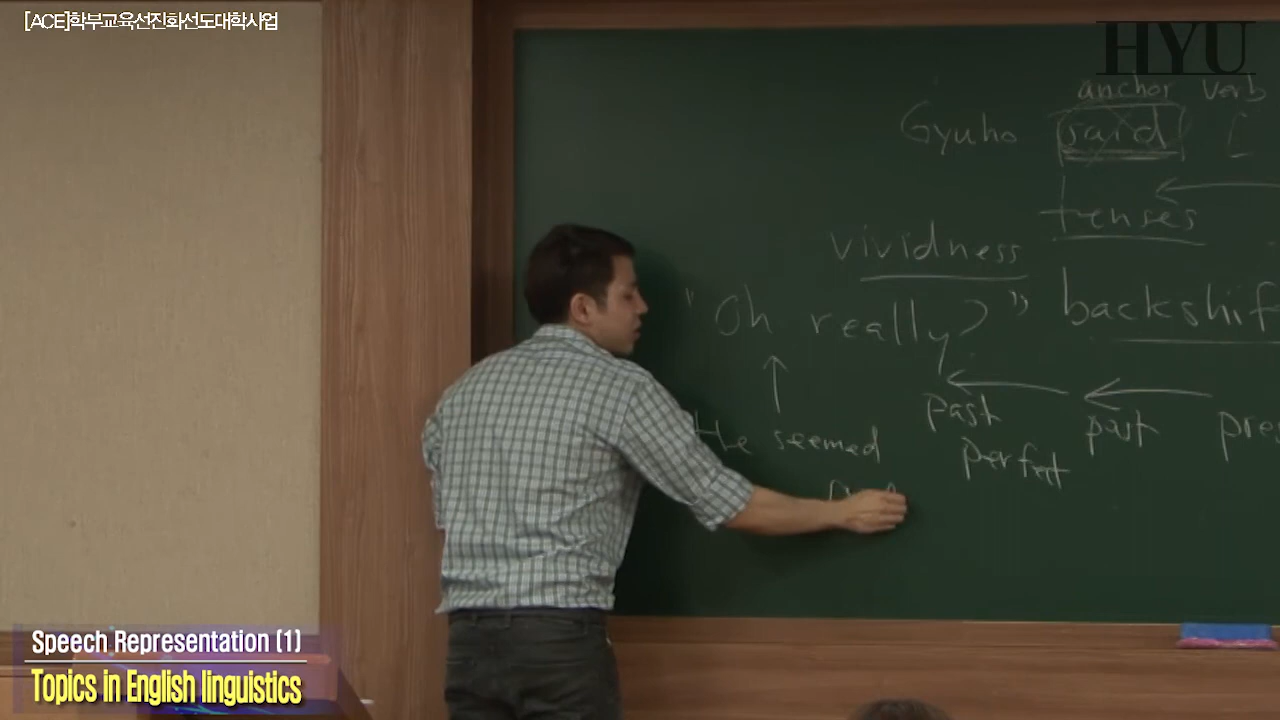 [ACE]학부교육선진화선도대학사업
HYU
anchor verb
Gyuho said [
tenses
vividness
"Oh really?" backshif
past past pre
perfect
He seemed
Speech Representation (1)
Topics in English linguistics